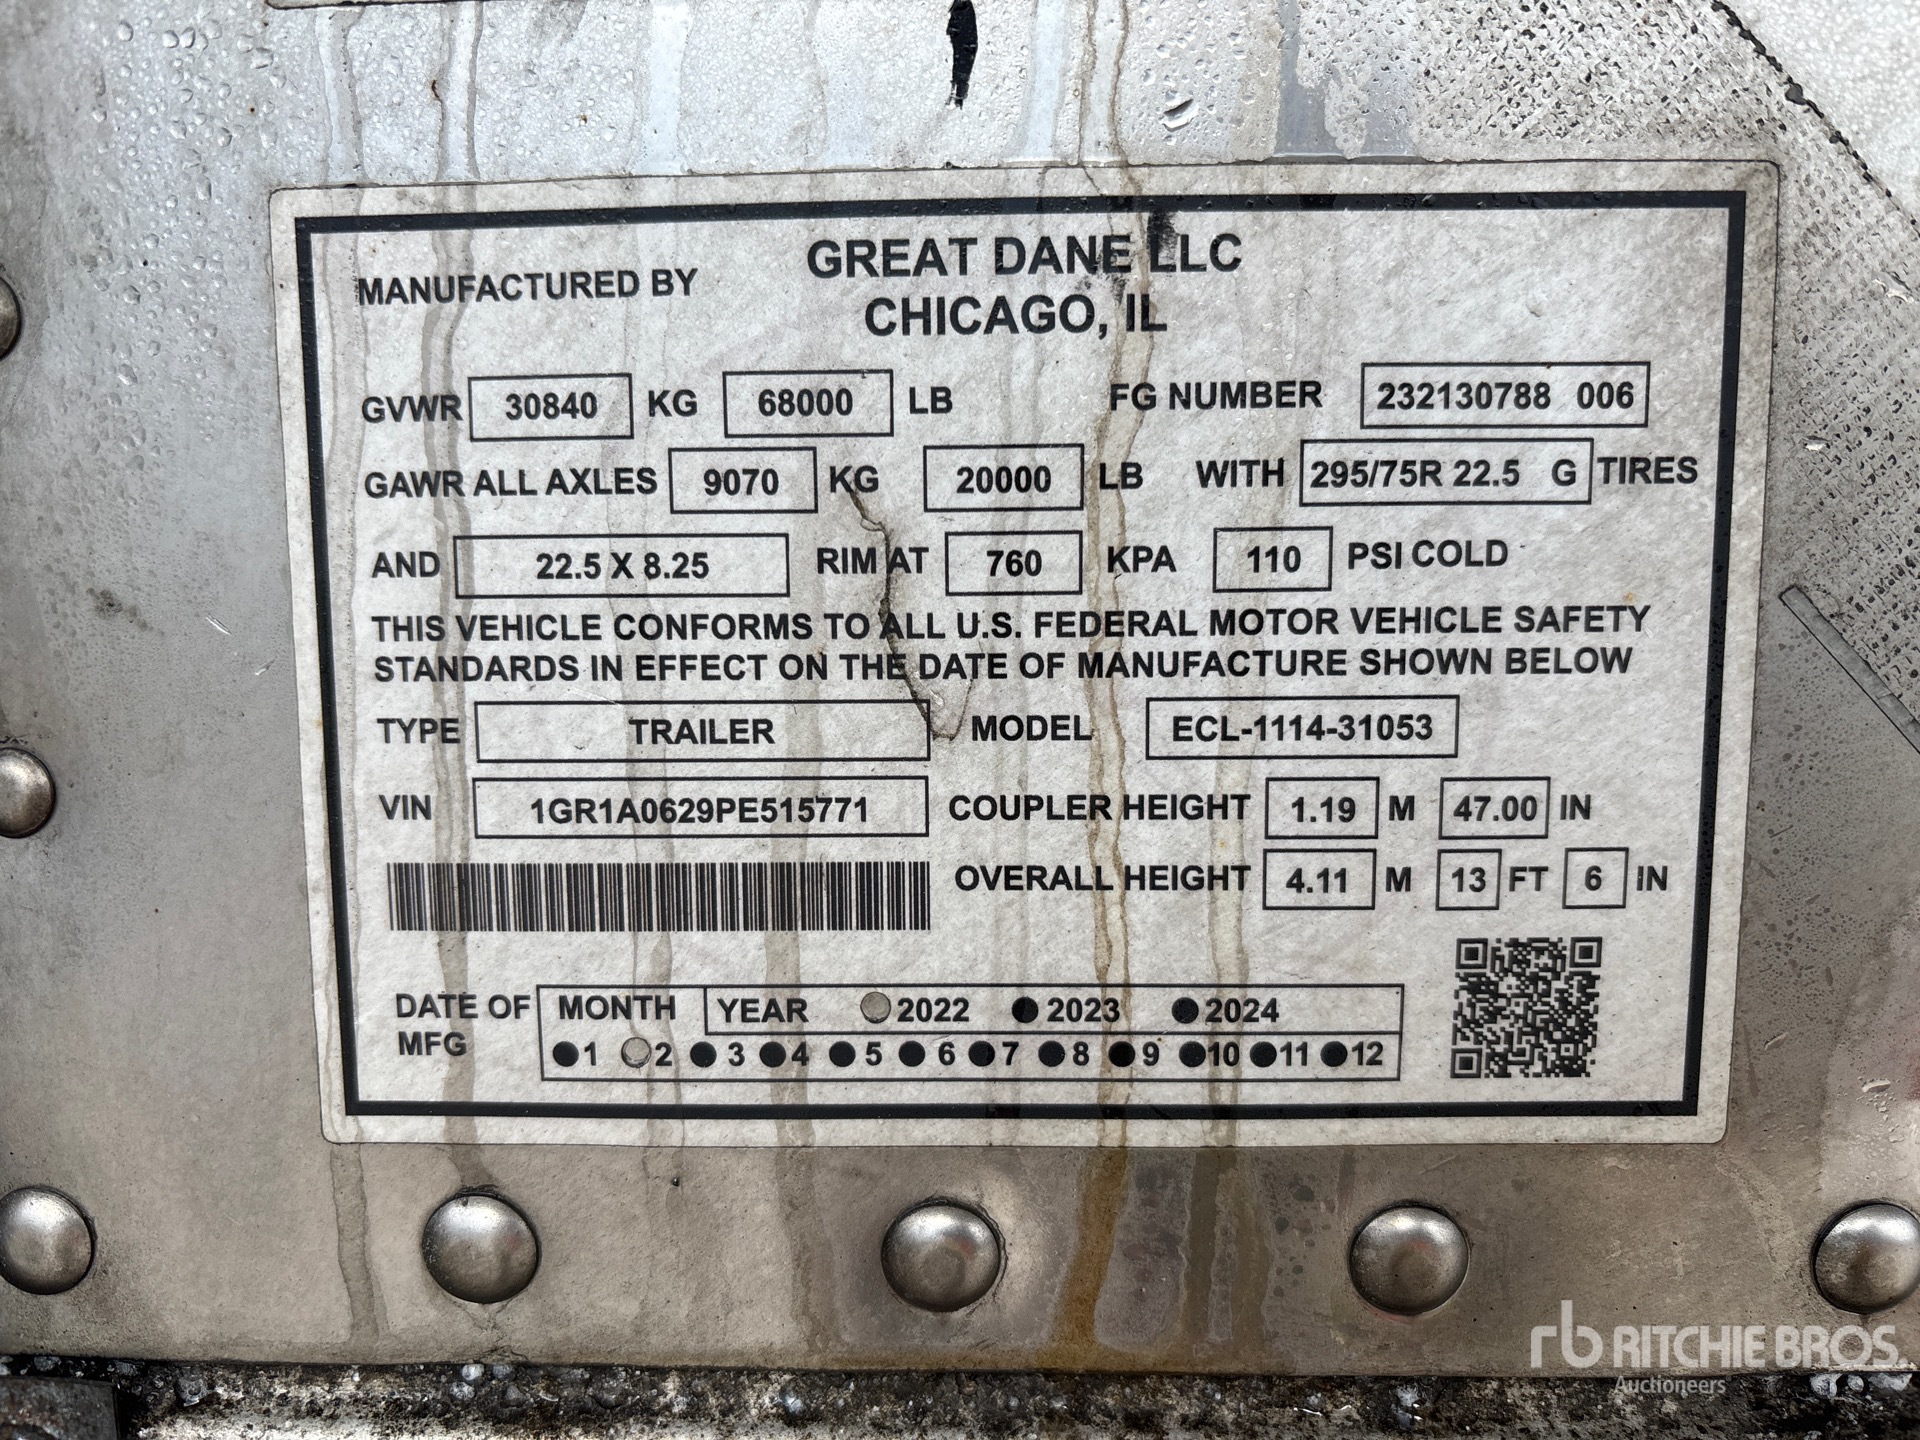 MANUFACTURED BY GREAT DANE LLC
CHICAGO, IL
GVWR 30840 KG 68000 LB FG NUMBER 232130788 006
GAWR ALL AXLES 9070 KG 20000 LB WITH 295/75R 22.5 G TIRES
AND 22.5 X 8.25 RIM AT 760 KPA 110 PSI COLD
THIS VEHICLE CONFORMS TO ALL U.S. FEDERAL MOTOR VEHICLE SAFETY
STANDARDS IN EFFECT ON THE DATE OF MANUFACTURE SHOWN BELOW
TYPE TRAILER MODEL ECL-1114-31053
VIN 1GR1A0629PE515771 COUPLER HEIGHT 1.19 M 47.00 IN
OVERALL HEIGHT 4.11 M 13 FT 6 IN
DATE OF MFG MONTH YEAR 2022 2023 2024
1 2 3 4 5 6 7 8 9 10 11 12
rb RITCHIE BROS.
Auctioneers